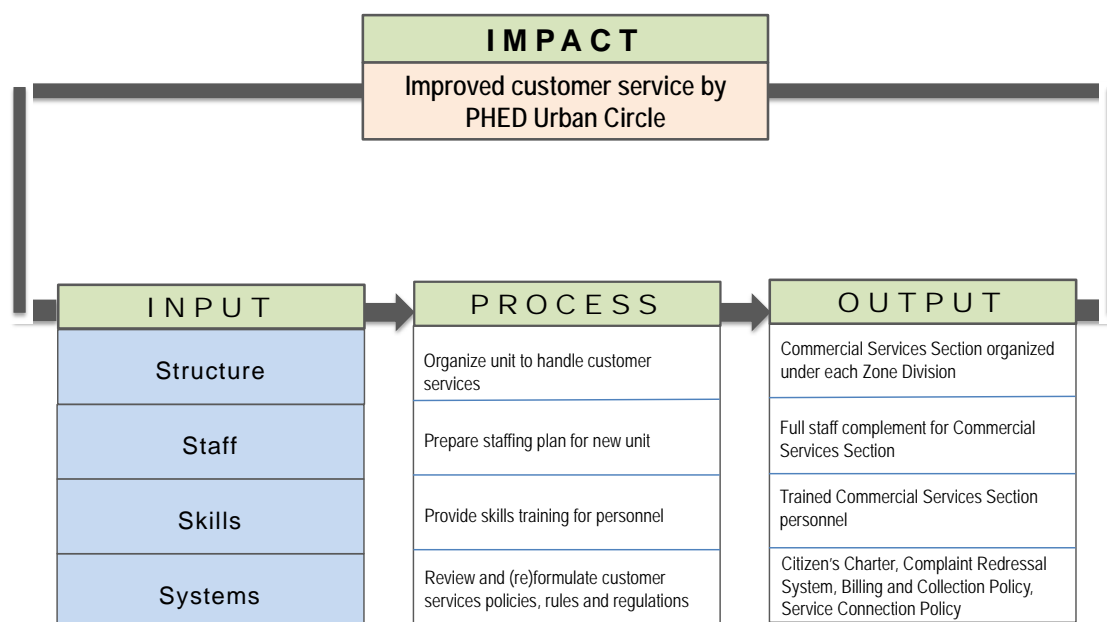 IMPACT
Improved customer service by
PHED Urban Circle
INPUT
PROCESS
OUTPUT
Structure
Organize unit to handle customer
services
Commercial Services Section organized
under each Zone Division
Staff
Prepare staffing plan for new unit
Full staff complement for Commercial
Services Section
Skills
Provide skills training for personnel
Trained Commercial Services Section
personnel
Systems
Review and (re)formulate customer
services policies, rules and regulations
Citizen's Charter, Complaint Redressal
System, Billing and Collection Policy,
Service Connection Policy